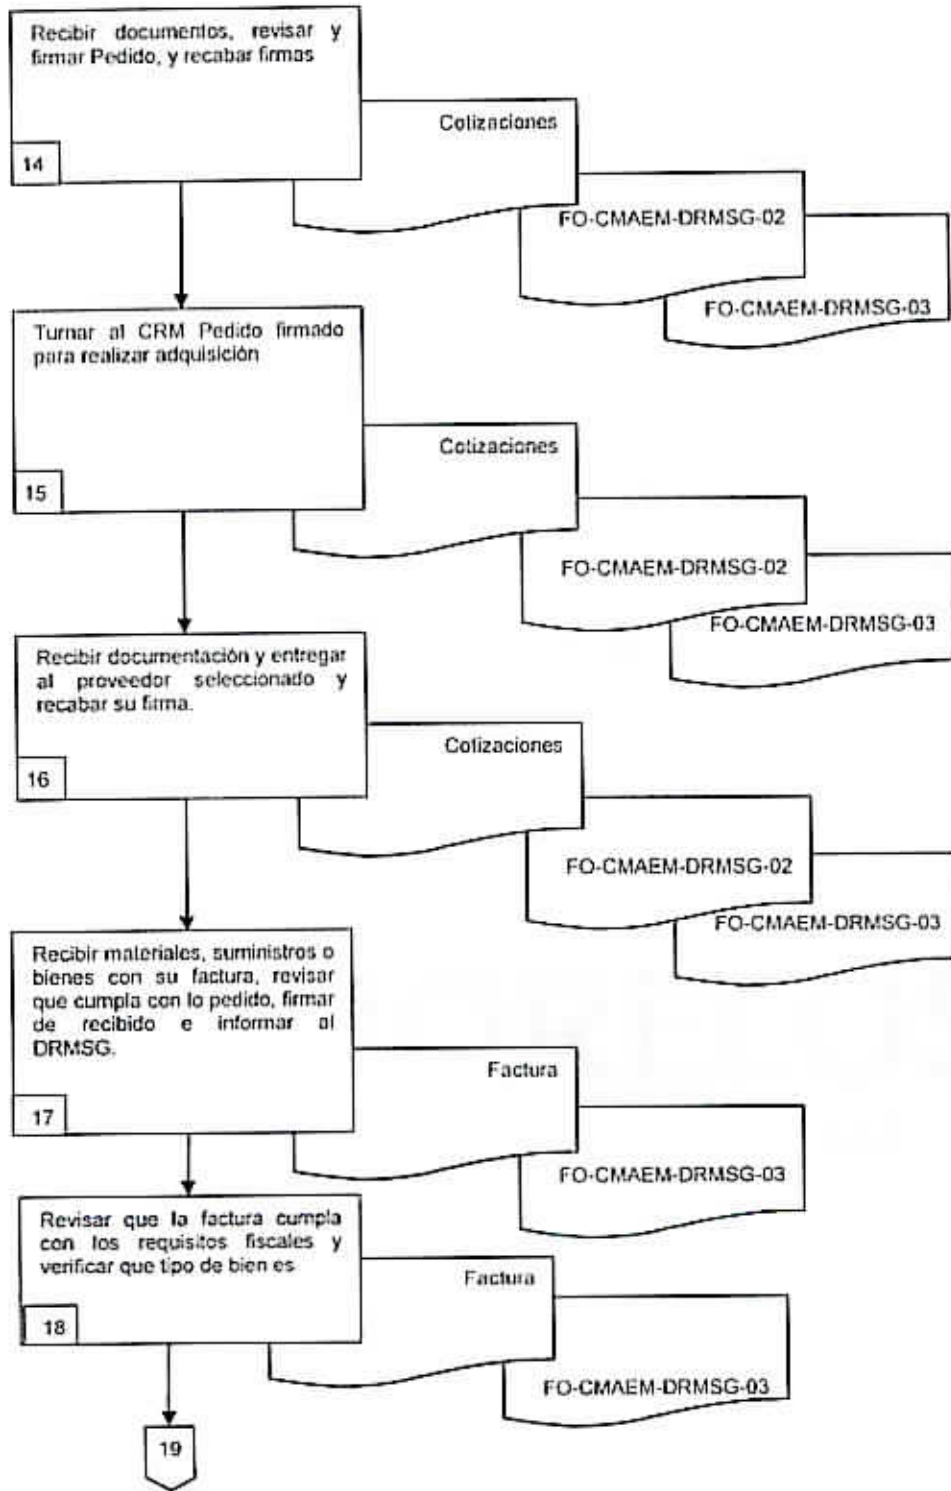 Recibir documentos, revisar y
firmar Pedido, y recabar firmas
14
Cotizaciones
FO-CMAEM-DRMSG-02
FO-CMAEM-DRMSG-03
Turnar al CRM Pedido firmado
para realizar adquisición
15
Cotizaciones
FO-CMAEM-DRMSG-02
FO-CMAEM-DRMSG-03
Recibir documentación y entregar
al proveedor seleccionado y
recabar su firma.
16
Cotizaciones
FO-CMAEM-DRMSG-02
FO-CMAEM-DRMSG-03
Recibir materiales, suministros o
bienes con su factura, revisar
que cumpla con lo pedido, firmar
de recibido e informar al
DRMSG.
17
Factura
FO-CMAEM-DRMSG-03
Revisar que la factura cumpla
con los requisitos fiscales y
verificar que tipo de bien es
18
Factura
FO-CMAEM-DRMSG-03
19